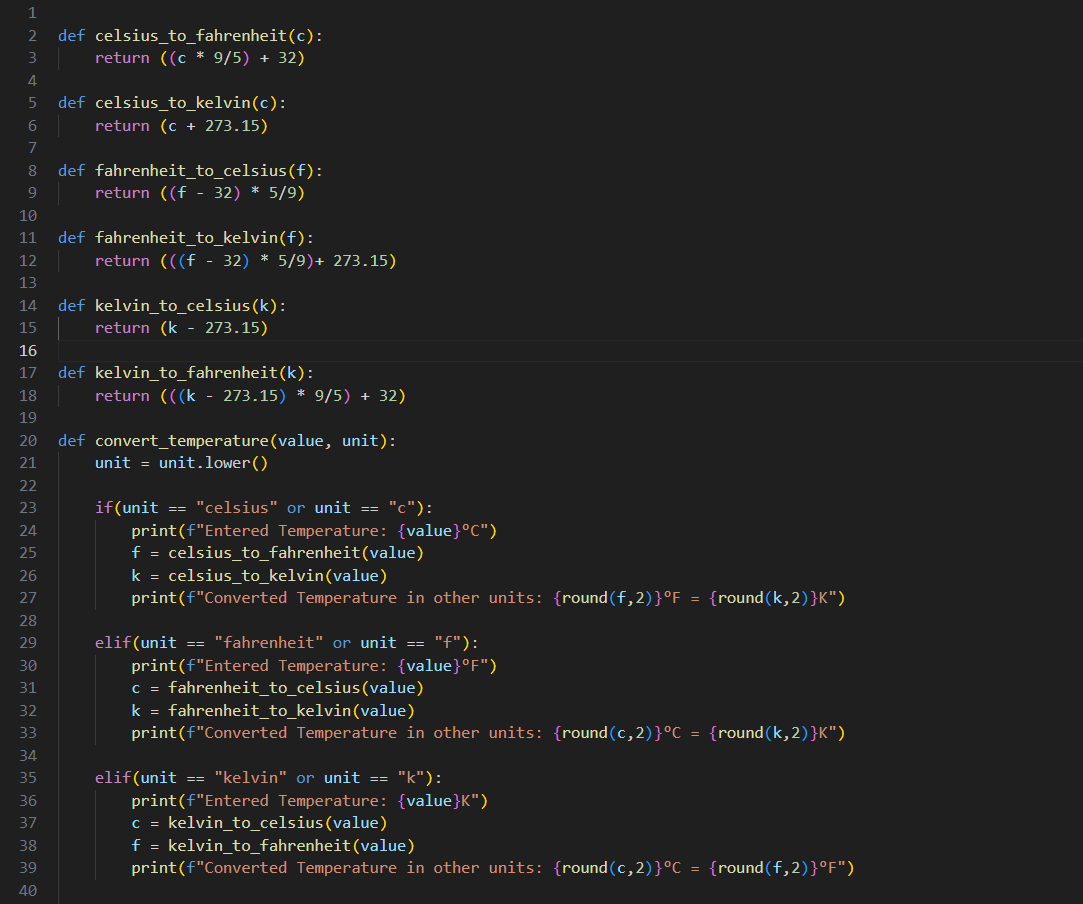 1
2 def celsius_to_fahrenheit(c):
3     return ((c * 9/5) + 32)
4
5 def celsius_to_kelvin(c):
6     return (c + 273.15)
7
8 def fahrenheit_to_celsius(f):
9     return ((f - 32) * 5/9)
10
11 def fahrenheit_to_kelvin(f):
12     return (((f - 32) * 5/9)+ 273.15)
13
14 def kelvin_to_celsius(k):
15     return (k - 273.15)
16
17 def kelvin_to_fahrenheit(k):
18     return (((k - 273.15) * 9/5) + 32)
19
20 def convert_temperature(value, unit):
21     unit = unit.lower()
22
23     if(unit == "celsius" or unit == "c"):
24         print(f"Entered Temperature: {value}°C")
25         f = celsius_to_fahrenheit(value)
26         k = celsius_to_kelvin(value)
27         print(f"Converted Temperature in other units: {round(f,2)}°F = {round(k,2)}K")
28
29     elif(unit == "fahrenheit" or unit == "f"):
30         print(f"Entered Temperature: {value}°F")
31         c = fahrenheit_to_celsius(value)
32         k = fahrenheit_to_kelvin(value)
33         print(f"Converted Temperature in other units: {round(c,2)}°C = {round(k,2)}K")
34
35     elif(unit == "kelvin" or unit == "k"):
36         print(f"Entered Temperature: {value}K")
37         c = kelvin_to_celsius(value)
38         f = kelvin_to_fahrenheit(value)
39         print(f"Converted Temperature in other units: {round(c,2)}°C = {round(f,2)}°F")
40